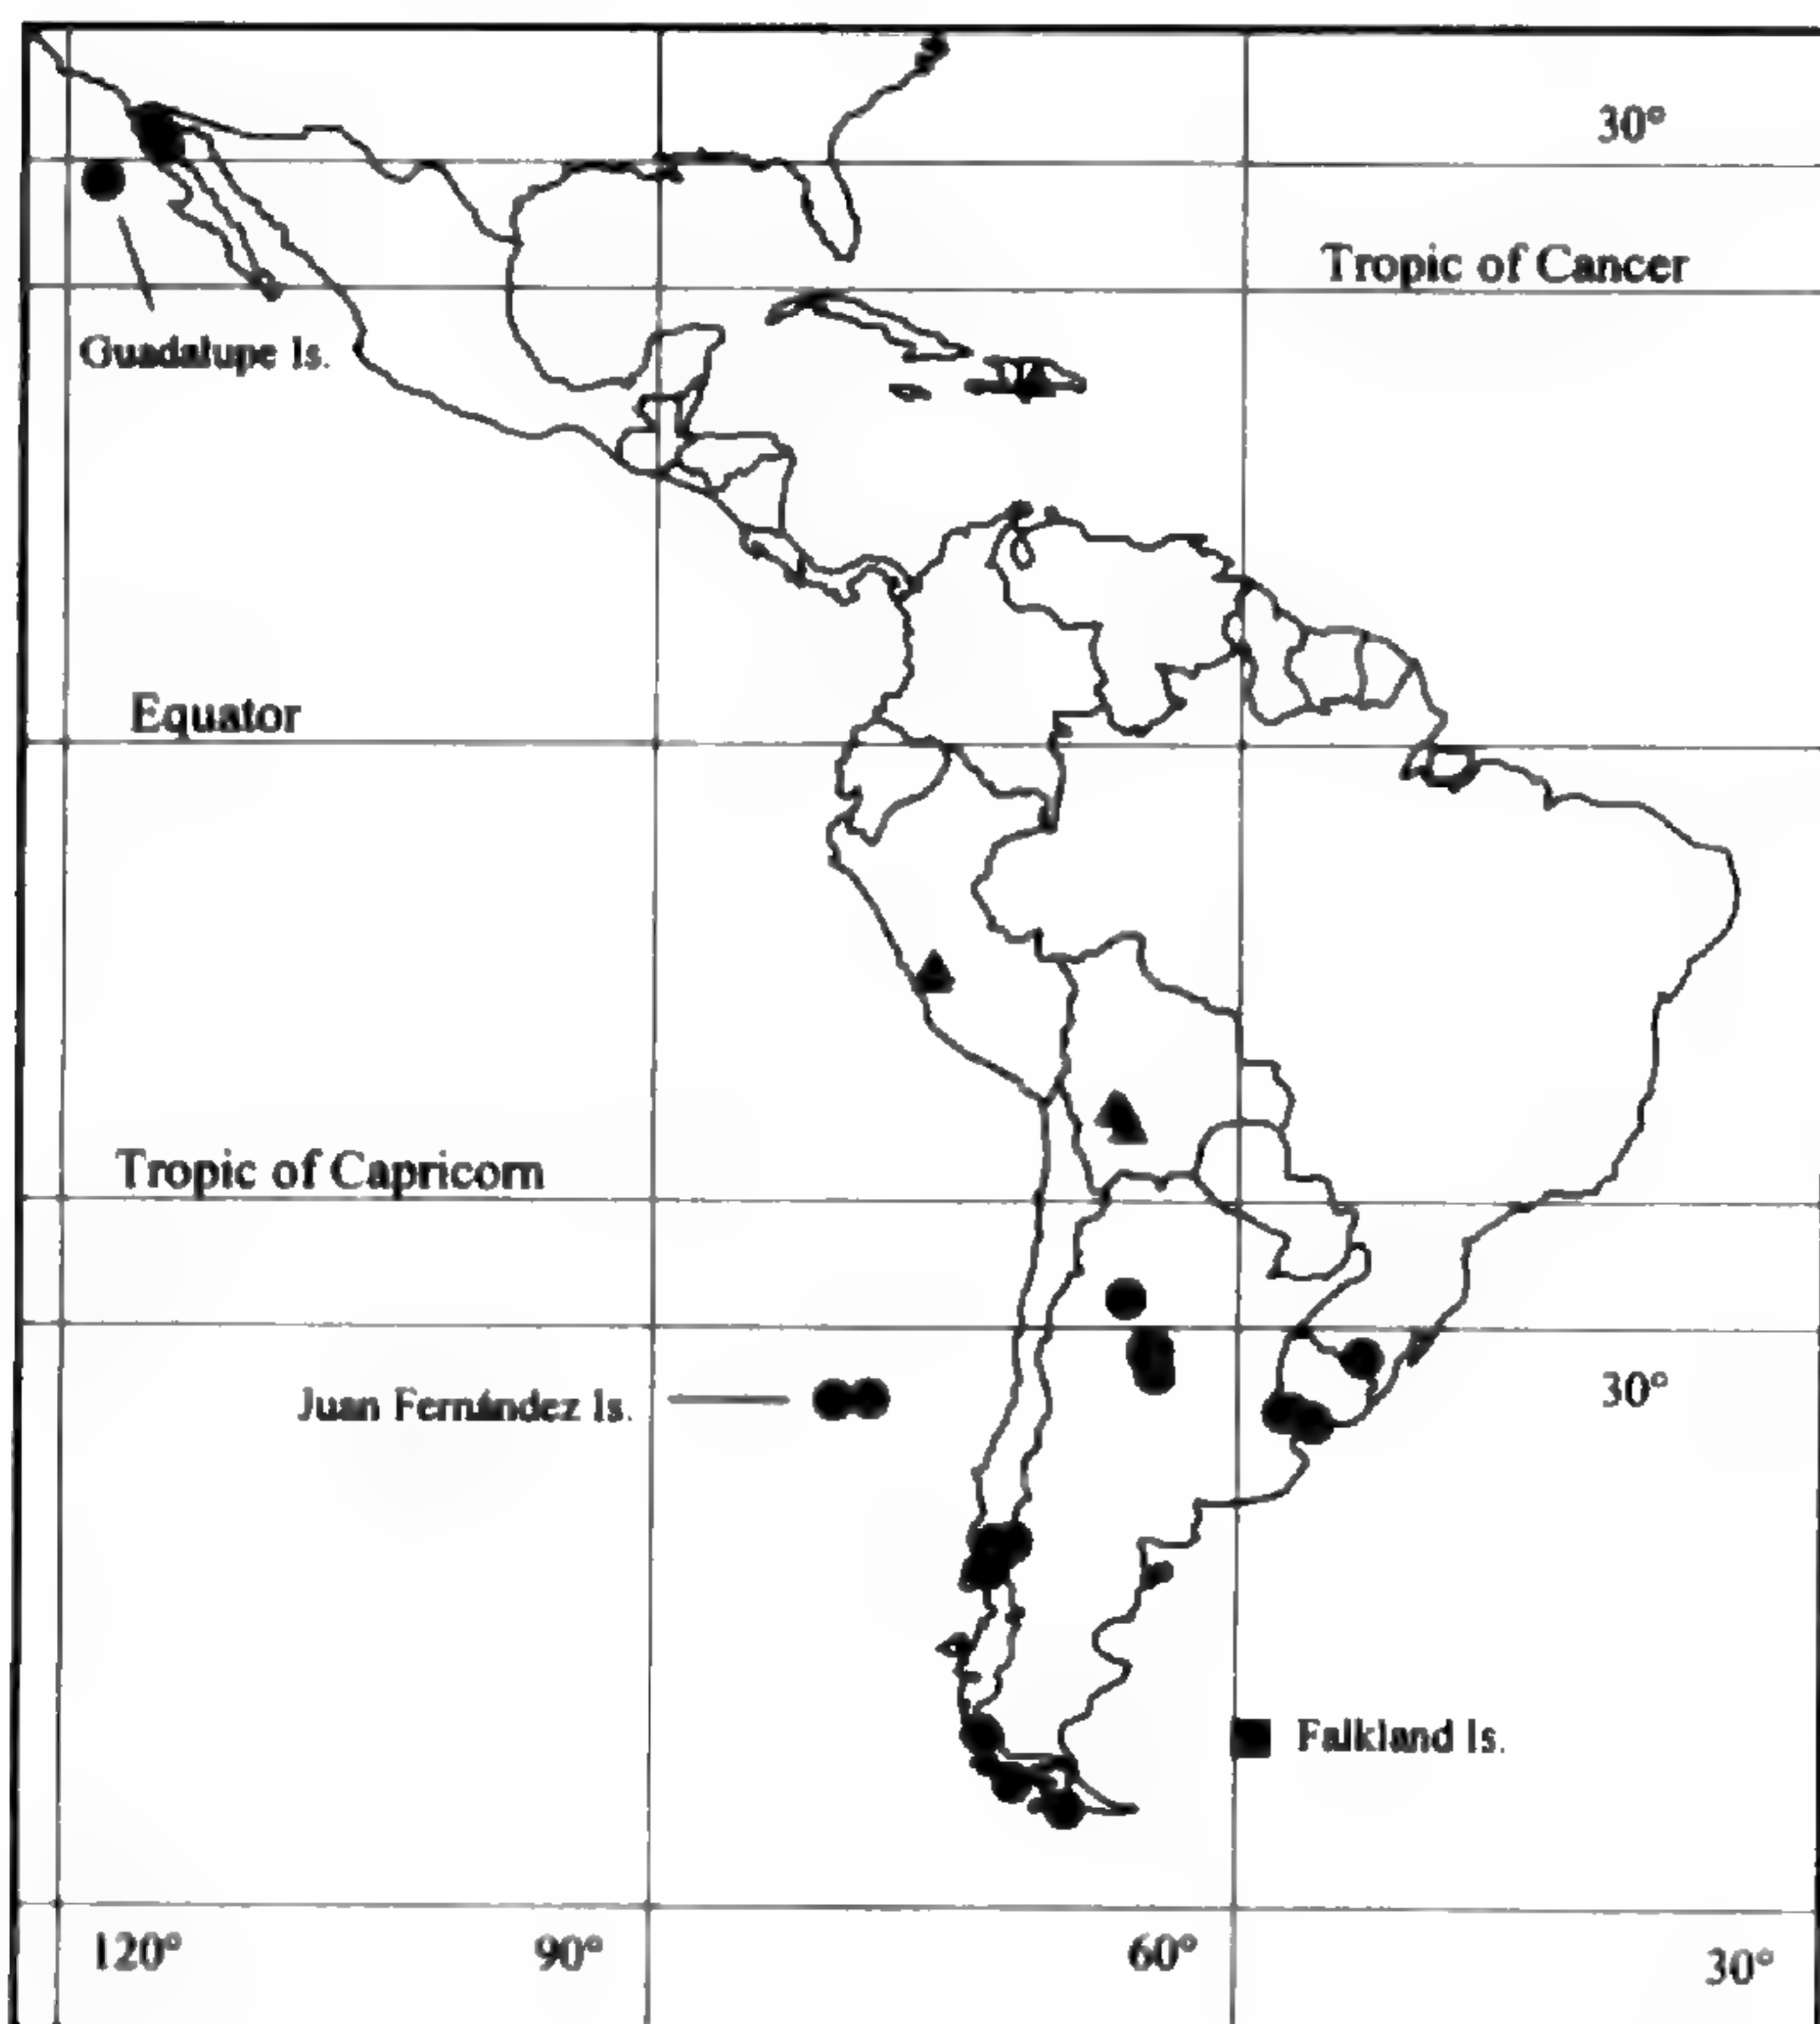 30°
Tropic of Cancer
Guadalupe Is.
Equator
Tropic of Capricorn
30°
Juan Fernández Is.
Falkland Is.
120° 90° 60° 30°